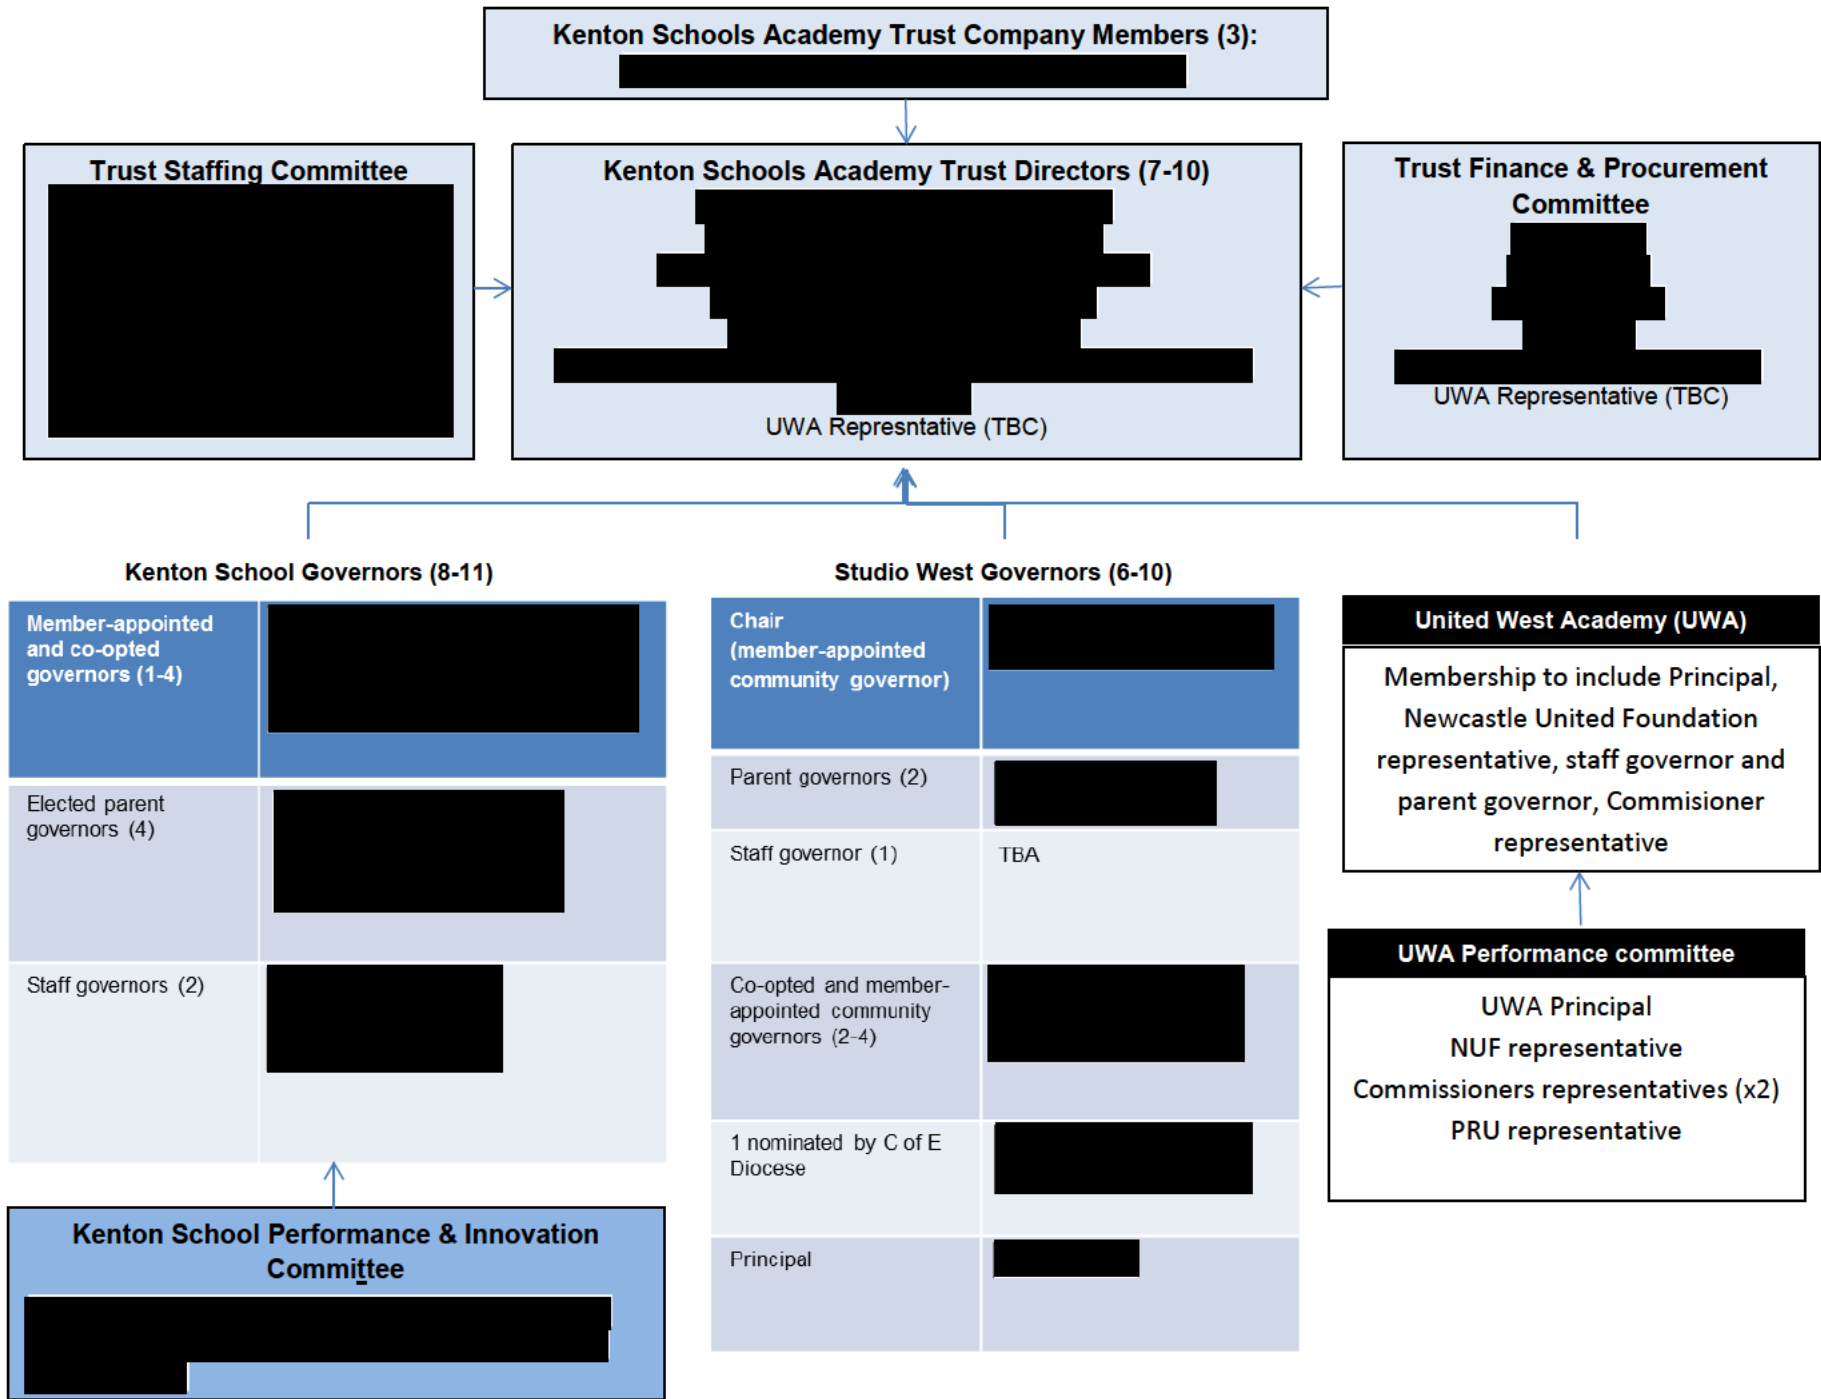 Kenton Schools Academy Trust Company Members (3):
Trust Staffing Committee
Kenton Schools Academy Trust Directors (7-10)
UWA Represntative (TBC)
Trust Finance & Procurement
Committee
UWA Representative (TBC)
Kenton School Governors (8-11)
Member-appointed
and co-opted
governors (1-4)
Elected parent
governors (4)
Staff governors (2)
Kenton School Performance & Innovation
Committee
Studio West Governors (6-10)
Chair
(member-appointed
community governor)
Parent governors (2)
Staff governor (1)
TBA
Co-opted and member-
appointed community
governors (2-4)
1 nominated by C of E
Diocese
Principal
United West Academy (UWA)
Membership to include Principal,
Newcastle United Foundation
representative, staff governor and
parent governor, Commisioner
representative
UWA Performance committee
UWA Principal
NUF representative
Commissioners representatives (x2)
PRU representative